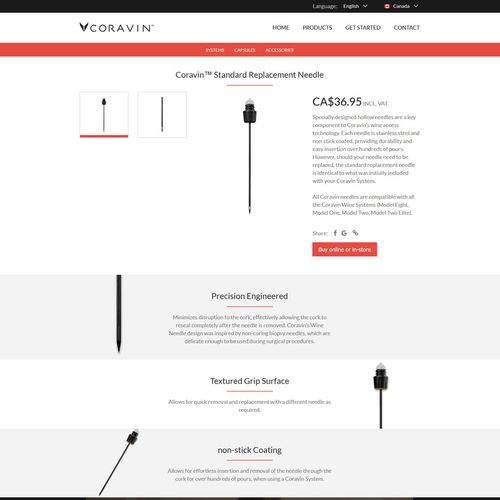 Language: English Canada
CORAVIN™ HOME PRODUCTS GET STARTED CONTACT
SYSTEMS CAPSULES ACCESSORIES
Coravin™ Standard Replacement Needle
CA$36.95 INCL. VAT
Specially designed hollow needles are a key
component to Coravin's wine access
technology. Each needle is stainless steel and
non stick coated, providing durability and
easy insertion over hundreds of pours.
However, should your needle need to be
replaced, the standard replacement needle
is identical to what was initially included
with your Coravin System.
All Coravin needles are compatible with all
the Coravin Wine Systems (Model Eight,
Model One, Model Two, Model Two Elite).
Share:
Buy online or in-store
Precision Engineered
Minimizes disruption to the cork, effectively allowing the cork to
reseal completely after the needle is removed. Coravin's Wine
Needle design was inspired by non-coring biopsy needles, which are
delicate enough to be used during surgical procedures.
Textured Grip Surface
Allows for quick removal and replacement with a different needle as
required.
non-stick Coating
Allows for effortless insertion and removal of the needle through the
cork for over hundreds of pours, when using a Coravin System.